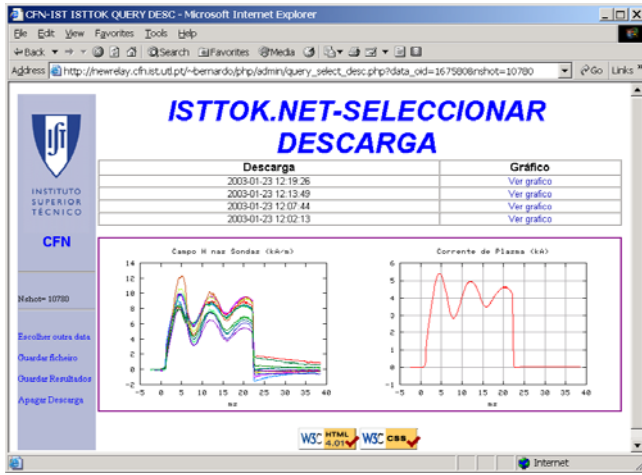 CFN-IST ISTTOK QUERY DESC - Microsoft Internet Explorer
File Edit View Favorites Tools Help
Back Search Favorites Media
Address http://newrelay.cfn.ist.utl.pt/~bernardo/php/admin/query_select_desc.php?data_oid=1675808nshot=10780 Go Links »
IST
INSTITUTO
SUPERIOR
TÉCNICO
CFN
Nshot= 10780
Escolher outra data
Guardar ficheiro
Guardar Resultados
Apagar Descarga
ISTTOK.NET-SELECCIONAR
DESCARGA
Descarga Gráfico
2003-01-23 12:19:26 Ver grafico
2003-01-23 12:13:49 Ver grafico
2003-01-23 12:07:44 Ver grafico
2003-01-23 12:02:13 Ver grafico
Campo H nas Sondas (kA/m)
14
12
10
8
6
4
2
0
-2
-5 0 5 10 15 20 25 30 35 40
ms
Corrente de Plasma (kA)
6
5
4
3
2
1
0
-1
-5 0 5 10 15 20 25 30 35 40
ms
W3C HTML 4.01
W3C CSS
Internet